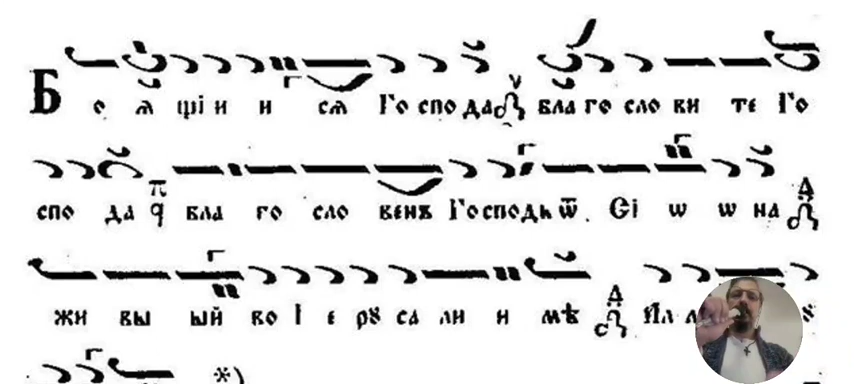 Бо ѧ҆ щі и и сѧ Го спо да бла го сло ви те Го
спо да бла го сло венъ Господь ѿ Сі ѡ ѡ на
жи вы ый во І е рꙋ са ли и мѣ
*)